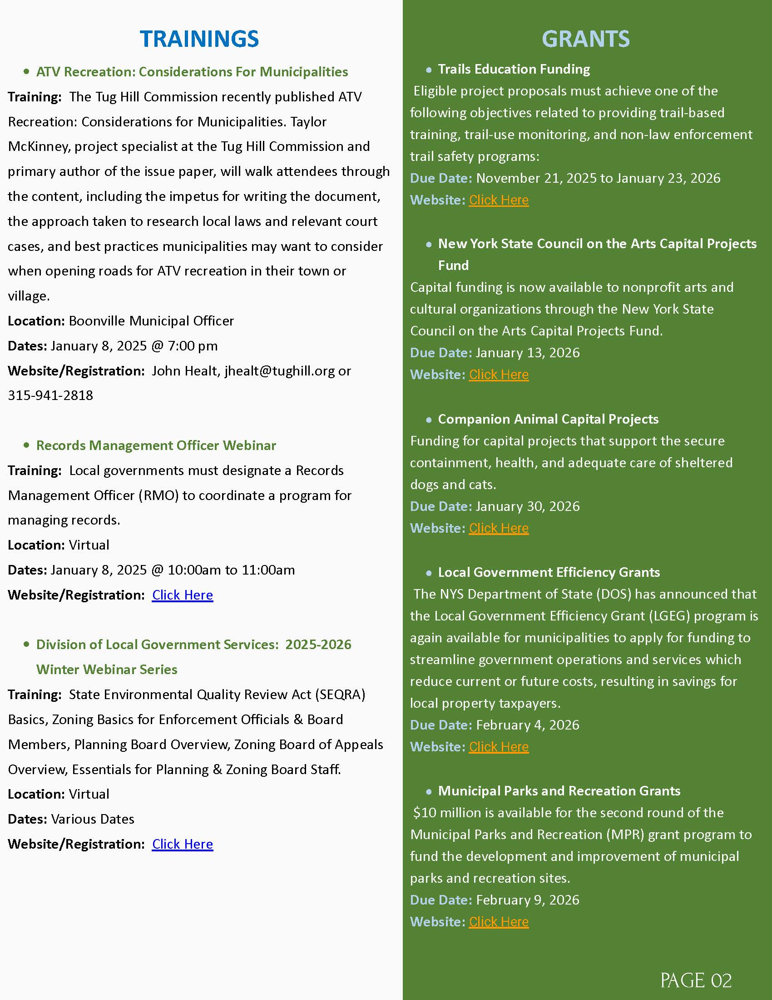 TRAININGS
• ATV Recreation: Considerations For Municipalities
Training: The Tug Hill Commission recently published ATV
Recreation: Considerations for Municipalities. Taylor
McKinney, project specialist at the Tug Hill Commission and
primary author of the issue paper, will walk attendees through
the content, including the impetus for writing the document,
the approach taken to research local laws and relevant court
cases, and best practices municipalities may want to consider
when opening roads for ATV recreation in their town or
village.
Location: Boonville Municipal Officer
Dates: January 8, 2025 @ 7:00 pm
Website/Registration: John Healt, jhealt@tughill.org or
315-941-2818
• Records Management Officer Webinar
Training: Local governments must designate a Records
Management Officer (RMO) to coordinate a program for
managing records.
Location: Virtual
Dates: January 8, 2025 @ 10:00am to 11:00am
Website/Registration: Click Here
• Division of Local Government Services: 2025-2026
Winter Webinar Series
Training: State Environmental Quality Review Act (SEQRA)
Basics, Zoning Basics for Enforcement Officials & Board
Members, Planning Board Overview, Zoning Board of Appeals
Overview, Essentials for Planning & Zoning Board Staff.
Location: Virtual
Dates: Various Dates
Website/Registration: Click Here
GRANTS
• Trails Education Funding
Eligible project proposals must achieve one of the
following objectives related to providing trail-based
training, trail-use monitoring, and non-law enforcement
trail safety programs:
Due Date: November 21, 2025 to January 23, 2026
Website: Click Here
• New York State Council on the Arts Capital Projects
Fund
Capital funding is now available to nonprofit arts and
cultural organizations through the New York State
Council on the Arts Capital Projects Fund.
Due Date: January 13, 2026
Website: Click Here
• Companion Animal Capital Projects
Funding for capital projects that support the secure
containment, health, and adequate care of sheltered
dogs and cats.
Due Date: January 30, 2026
Website: Click Here
• Local Government Efficiency Grants
The NYS Department of State (DOS) has announced that
the Local Government Efficiency Grant (LGEG) program is
again available for municipalities to apply for funding to
streamline government operations and services which
reduce current or future costs, resulting in savings for
local property taxpayers.
Due Date: February 4, 2026
Website: Click Here
• Municipal Parks and Recreation Grants
$10 million is available for the second round of the
Municipal Parks and Recreation (MPR) grant program to
fund the development and improvement of municipal
parks and recreation sites.
Due Date: February 9, 2026
Website: Click Here
PAGE 02